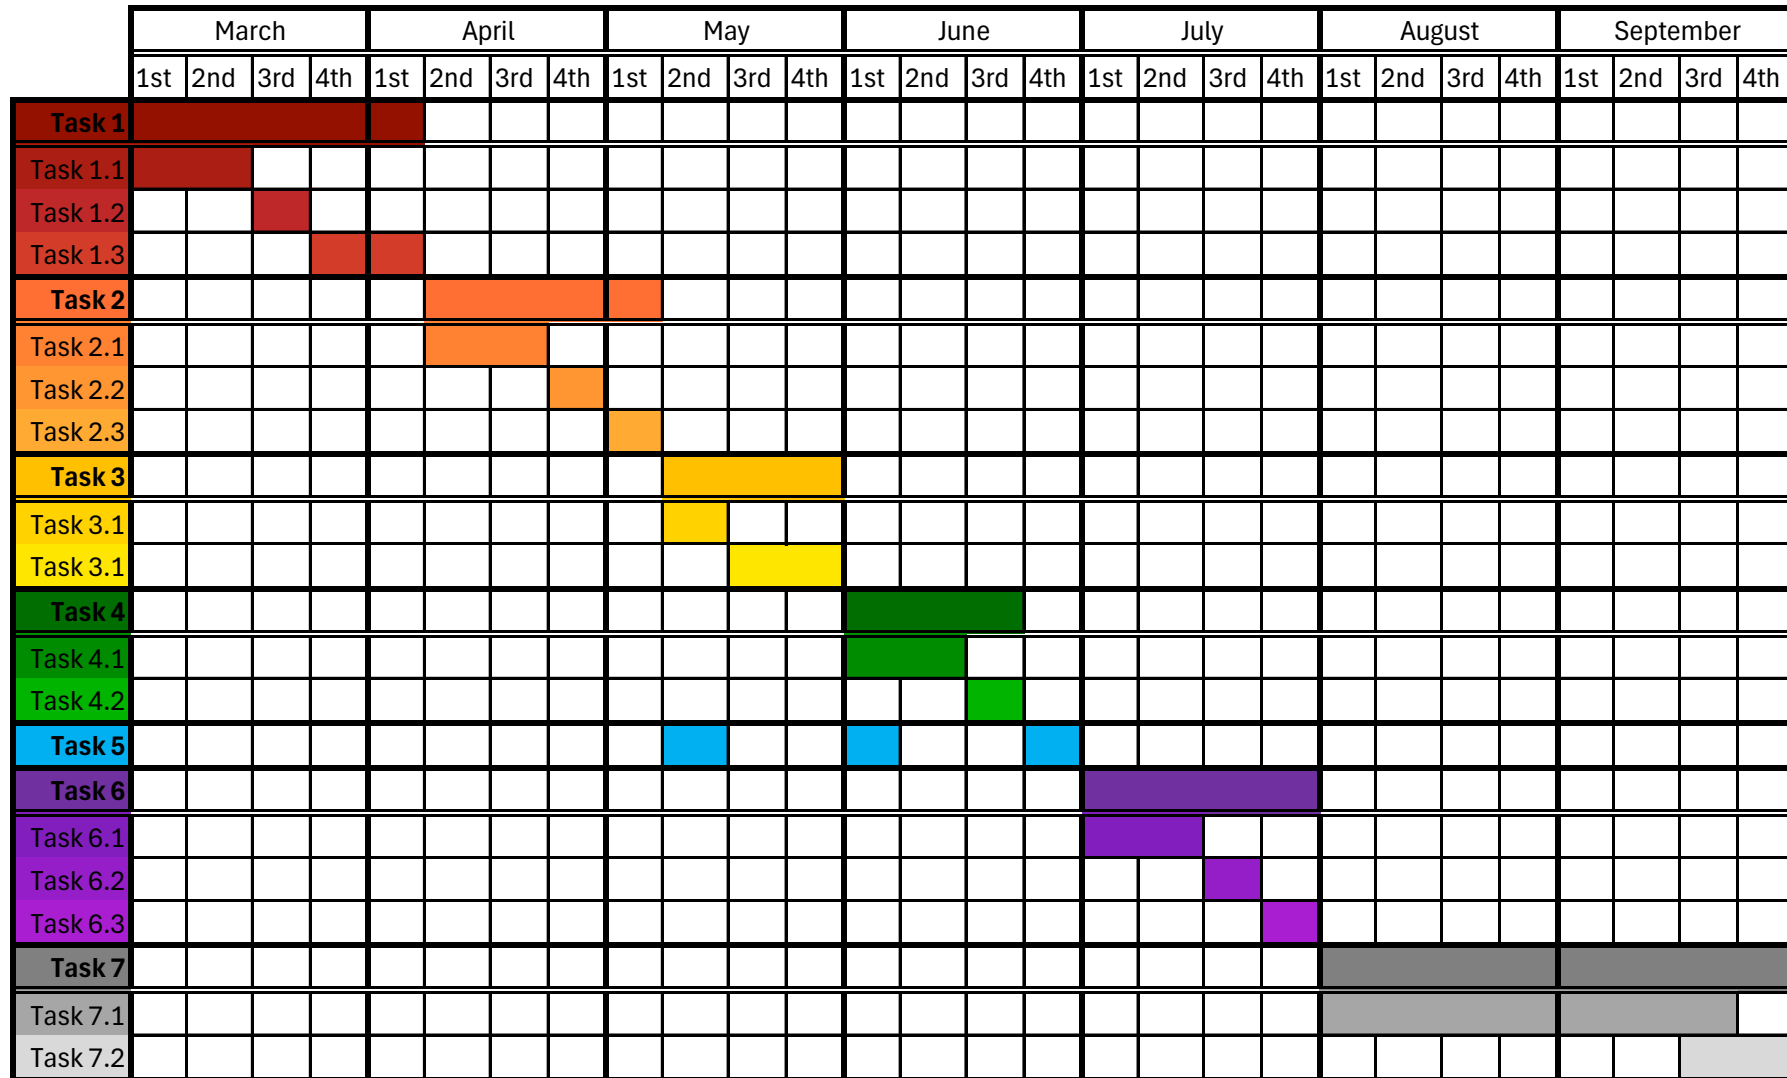 March April May June July August September
1st 2nd 3rd 4th 1st 2nd 3rd 4th 1st 2nd 3rd 4th 1st 2nd 3rd 4th 1st 2nd 3rd 4th 1st 2nd 3rd 4th 1st 2nd 3rd 4th
Task 1
Task 1.1
Task 1.2
Task 1.3
Task 2
Task 2.1
Task 2.2
Task 2.3
Task 3
Task 3.1
Task 3.1
Task 4
Task 4.1
Task 4.2
Task 5
Task 6
Task 6.1
Task 6.2
Task 6.3
Task 7
Task 7.1
Task 7.2